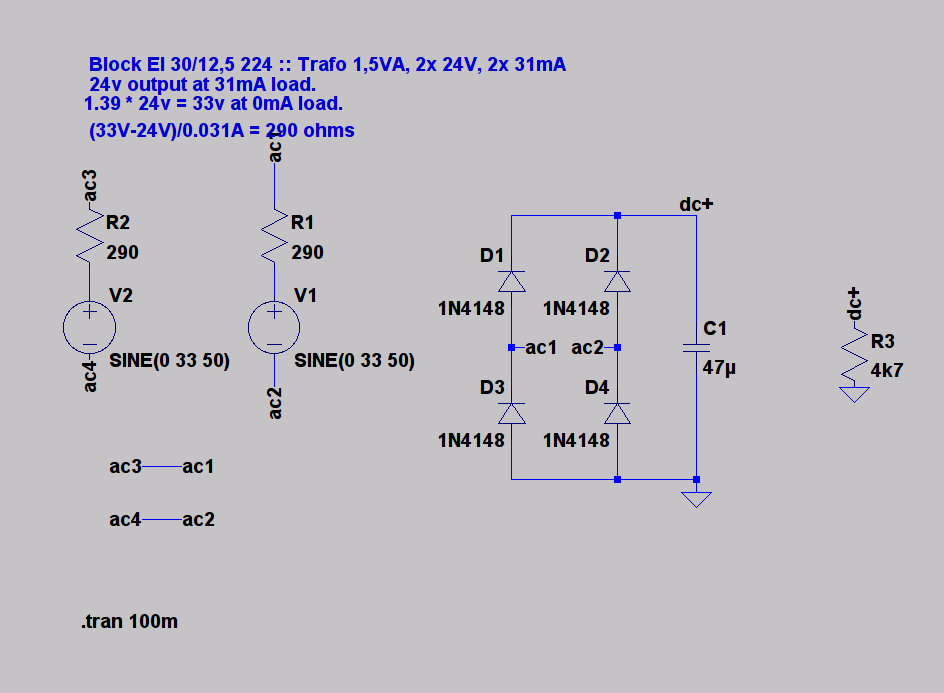 Block EI 30/12,5 224 :: Trafo 1,5VA, 2x 24V, 2x 31mA
24v output at 31mA load.
1.39 * 24v = 33v at 0mA load.
(33V-24V)/0.031A = 290 ohms
ac1
ac3
R2
290
R1
290
V2
SINE(0 33 50)
V1
SINE(0 33 50)
ac4
ac2
dc+
D1
1N4148
D2
1N4148
ac1
ac2
C1
47µ
D3
1N4148
D4
1N4148
dc+
R3
4k7
ac3
ac1
ac4
ac2
.tran 100m